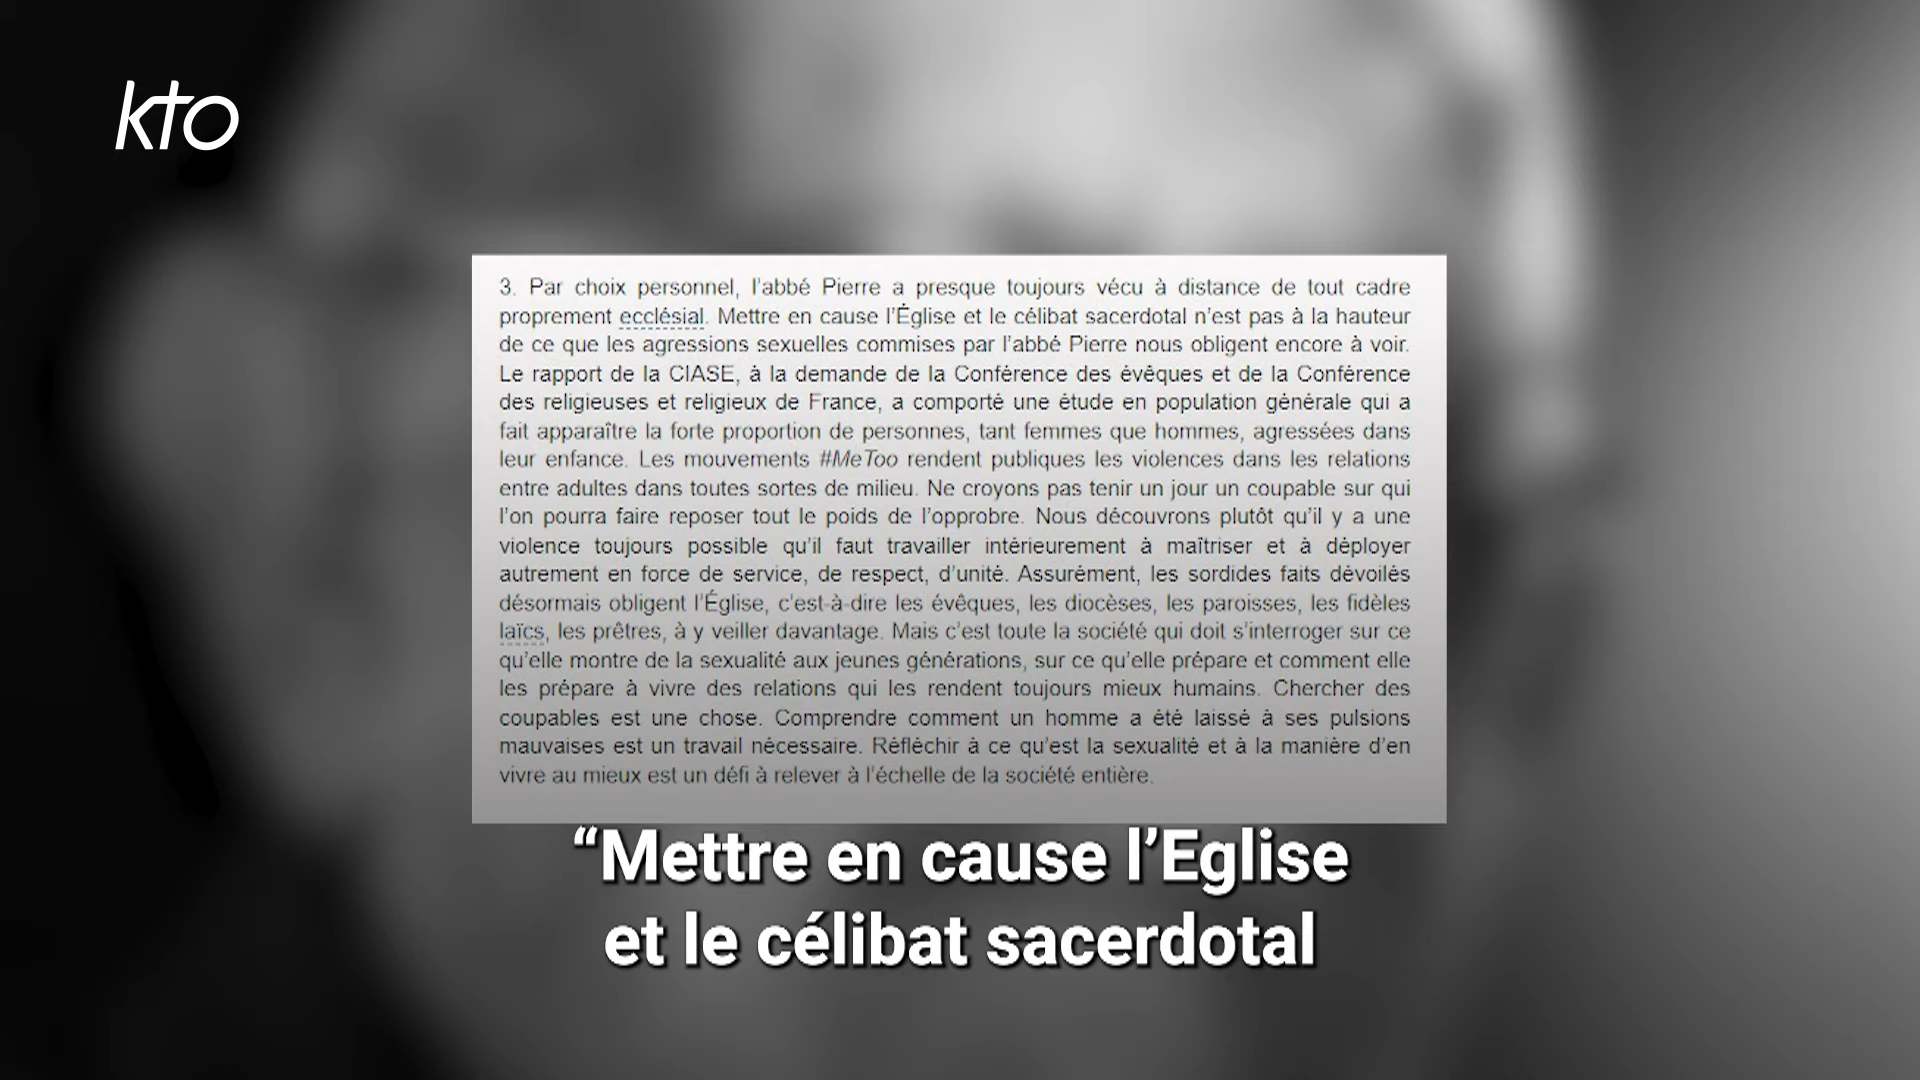 kto
3. Par choix personnel, l'abbé Pierre a presque toujours vécu à distance de tout cadre
proprement ecclésial. Mettre en cause l'Église et le célibat sacerdotal n'est pas à la hauteur
de ce que les agressions sexuelles commises par l'abbé Pierre nous obligent encore à voir.
Le rapport de la CIASE, à la demande de la Conférence des évêques et de la Conférence
des religieuses et religieux de France, a comporté une étude en population générale qui a
fait apparaître la forte proportion de personnes, tant femmes que hommes, agressées dans
leur enfance. Les mouvements #MeToo rendent publiques les violences dans les relations
entre adultes dans toutes sortes de milieu. Ne croyons pas tenir un jour un coupable sur qui
l'on pourra faire reposer tout le poids de l'opprobre. Nous découvrons plutôt qu'il y a une
violence toujours possible qu'il faut travailler intérieurement à maîtriser et à déployer
autrement en force de service, de respect, d'unité. Assurément, les sordides faits dévoilés
désormais obligent l'Église, c'est-à-dire les évêques, les diocèses, les paroisses, les fidèles
laïcs, les prêtres, à y veiller davantage. Mais c'est toute la société qui doit s'interroger sur ce
qu'elle montre de la sexualité aux jeunes générations, sur ce qu'elle prépare et comment elle
les prépare à vivre des relations qui les rendent toujours mieux humains. Chercher des
coupables est une chose. Comprendre comment un homme a été laissé à ses pulsions
mauvaises est un travail nécessaire. Réfléchir à ce qu'est la sexualité et à la manière d'en
vivre au mieux est un défi à relever à l'échelle de la société entière.
“Mettre en cause l’Eglise
et le célibat sacerdotal